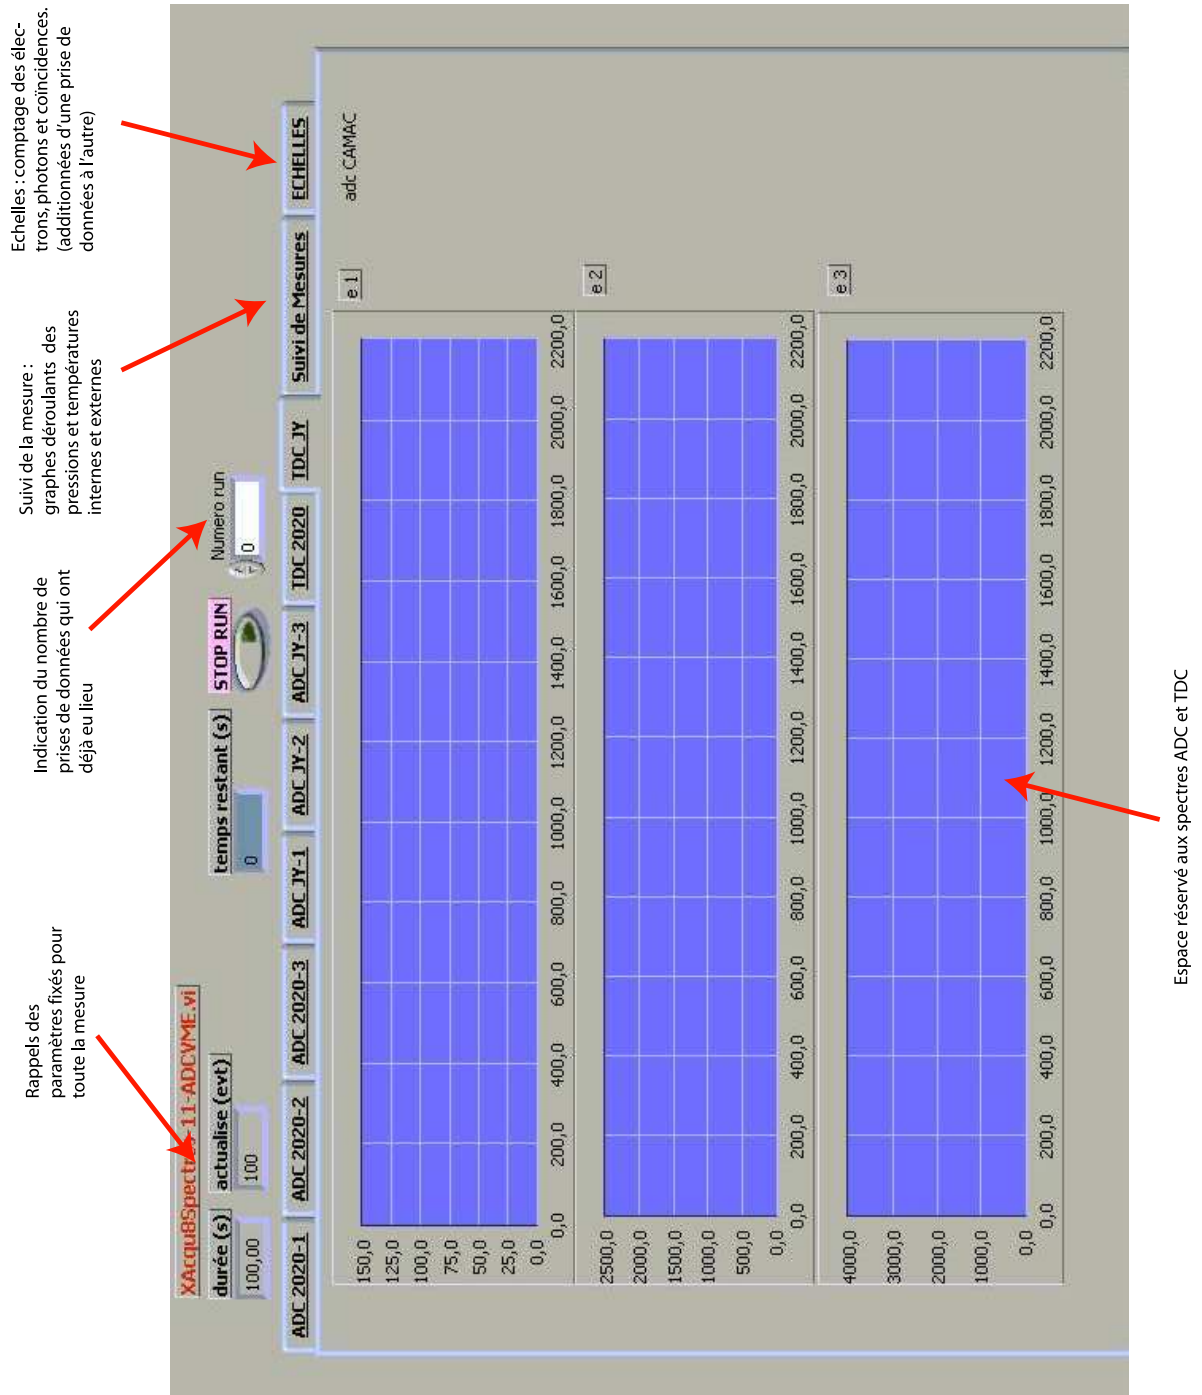 Rappels des
paramètres fixés pour
toute la mesure
Indication du nombre de
prises de données qui ont
déjà eu lieu
Suivi de la mesure :
graphes déroulants des
pressions et températures
internes et externes
Echelles : comptage des élec-
trons, photons et coïncidences.
(additionnées d'une prise de
données à l'autre)
XAcqu8Spectres-11-ADCVME.vi
durée (s)
100,00
actualise (evt)
100
temps restant (s)
0
STOP RUN
Numero run
0
ADC 2020-1
ADC 2020-2
ADC 2020-3
ADC JY-1
ADC JY-2
ADC JY-3
TDC 2020
TDC JY
Suivi de Mesures
ECHELLES
adc CAMAC
e 1
150,0
125,0
100,0
75,0
50,0
25,0
0,0
0,0 200,0 400,0 600,0 800,0 1000,0 1200,0 1400,0 1600,0 1800,0 2000,0 2200,0
e 2
2500,0
2000,0
1500,0
1000,0
500,0
0,0
0,0 200,0 400,0 600,0 800,0 1000,0 1200,0 1400,0 1600,0 1800,0 2000,0 2200,0
e 3
4000,0
3000,0
2000,0
1000,0
0,0
0,0 200,0 400,0 600,0 800,0 1000,0 1200,0 1400,0 1600,0 1800,0 2000,0 2200,0
Espace réservé aux spectres ADC et TDC